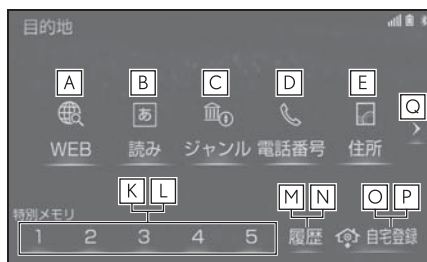 目的地
A B C D E
あ
Q
WEB 読み ジャンル 電話番号 住所
K L M N O P
特別メモリ
1 2 3 4 5 履歴 自宅登録